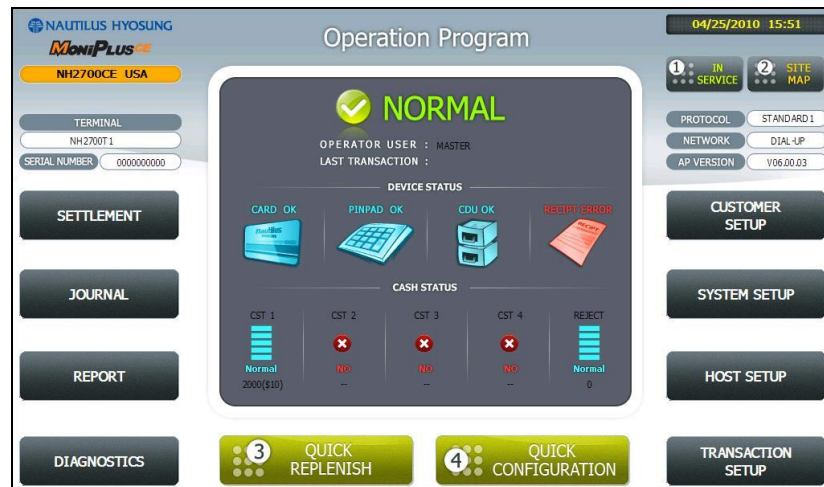 NAUTILUS HYOSUNG
MoniPlusCE
NH2700CE USA
Operation Program
04/25/2010 15:51
1 IN SERVICE
2 SITE MAP
TERMINAL
NH2700T1
SERIAL NUMBER 0000000000
PROTOCOL STANDARD1
NETWORK DIAL-UP
AP VERSION V06.00.03
NORMAL
OPERATOR USER : MASTER
LAST TRANSACTION :
DEVICE STATUS
CARD OK PINPAD OK CDU OK RECIPT ERROR
Nautilus
RECIPT
CASH STATUS
CST 1 CST 2 CST 3 CST 4 REJECT
Normal NO NO NO Normal
2000($10) -- -- -- 0
SETTLEMENT
JOURNAL
REPORT
DIAGNOSTICS
CUSTOMER
SETUP
SYSTEM SETUP
HOST SETUP
TRANSACTION
SETUP
3 QUICK
REPLENISH
4 QUICK
CONFIGURATION